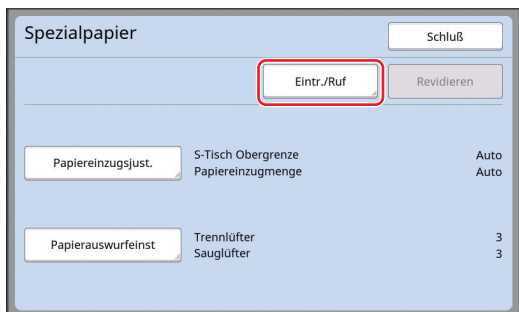 Spezialpapier
Schluß
Eintr./Ruf
Revidieren
Papiereinzugsjust.
S-Tisch Obergrenze Auto
Papiereinzugmenge Auto
Papierauswurfeinst
Trennlüfter 3
Sauglüfter 3